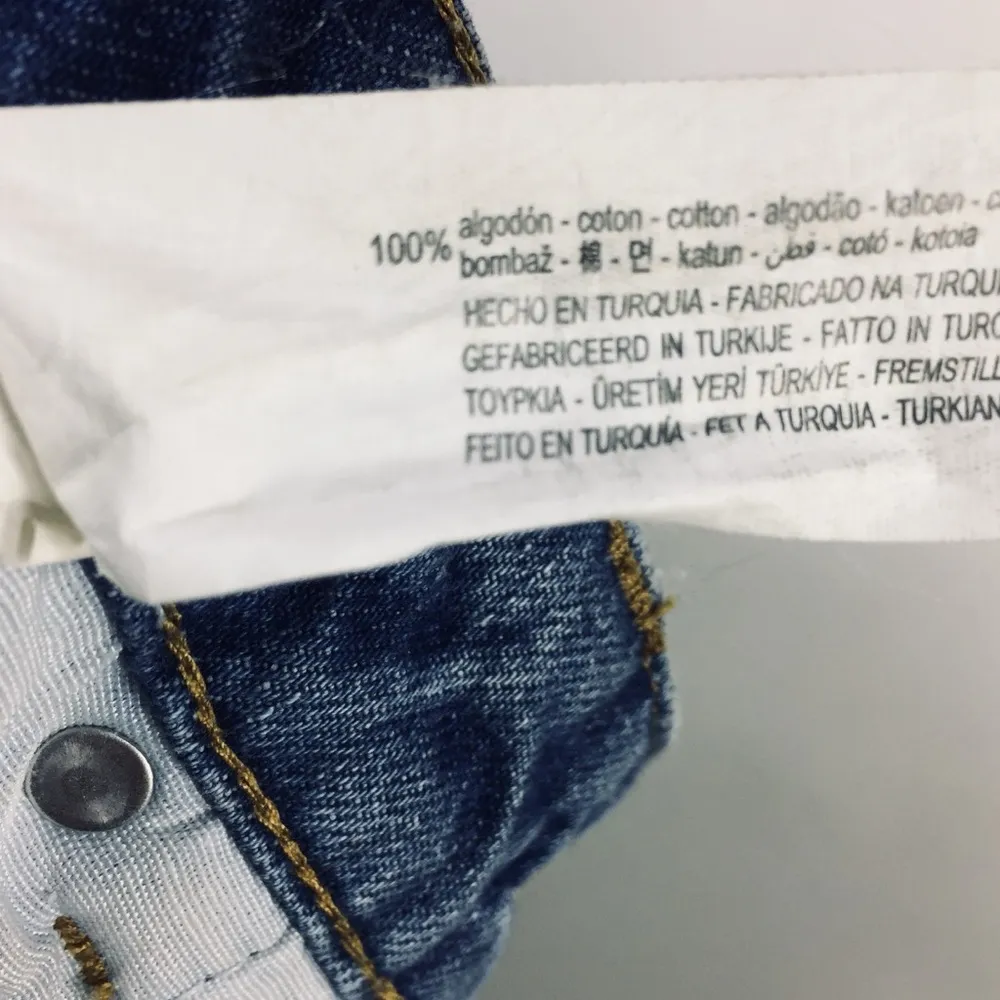 100% algodón - coton - cotton - algodão - katoen -
bombaž - 棉 - 면 - katun - قطن - cotó - kotoia
HECHO EN TURQUIA - FABRICADO NA TURQUI
GEFABRICEERD IN TURKIJE - FATTO IN TURC
TOYPKIA - ÜRETİM YERİ TÜRKİYE - FREMSTILL
FEITO EN TURQUÍA - FET A TURQUIA - TURKIAN